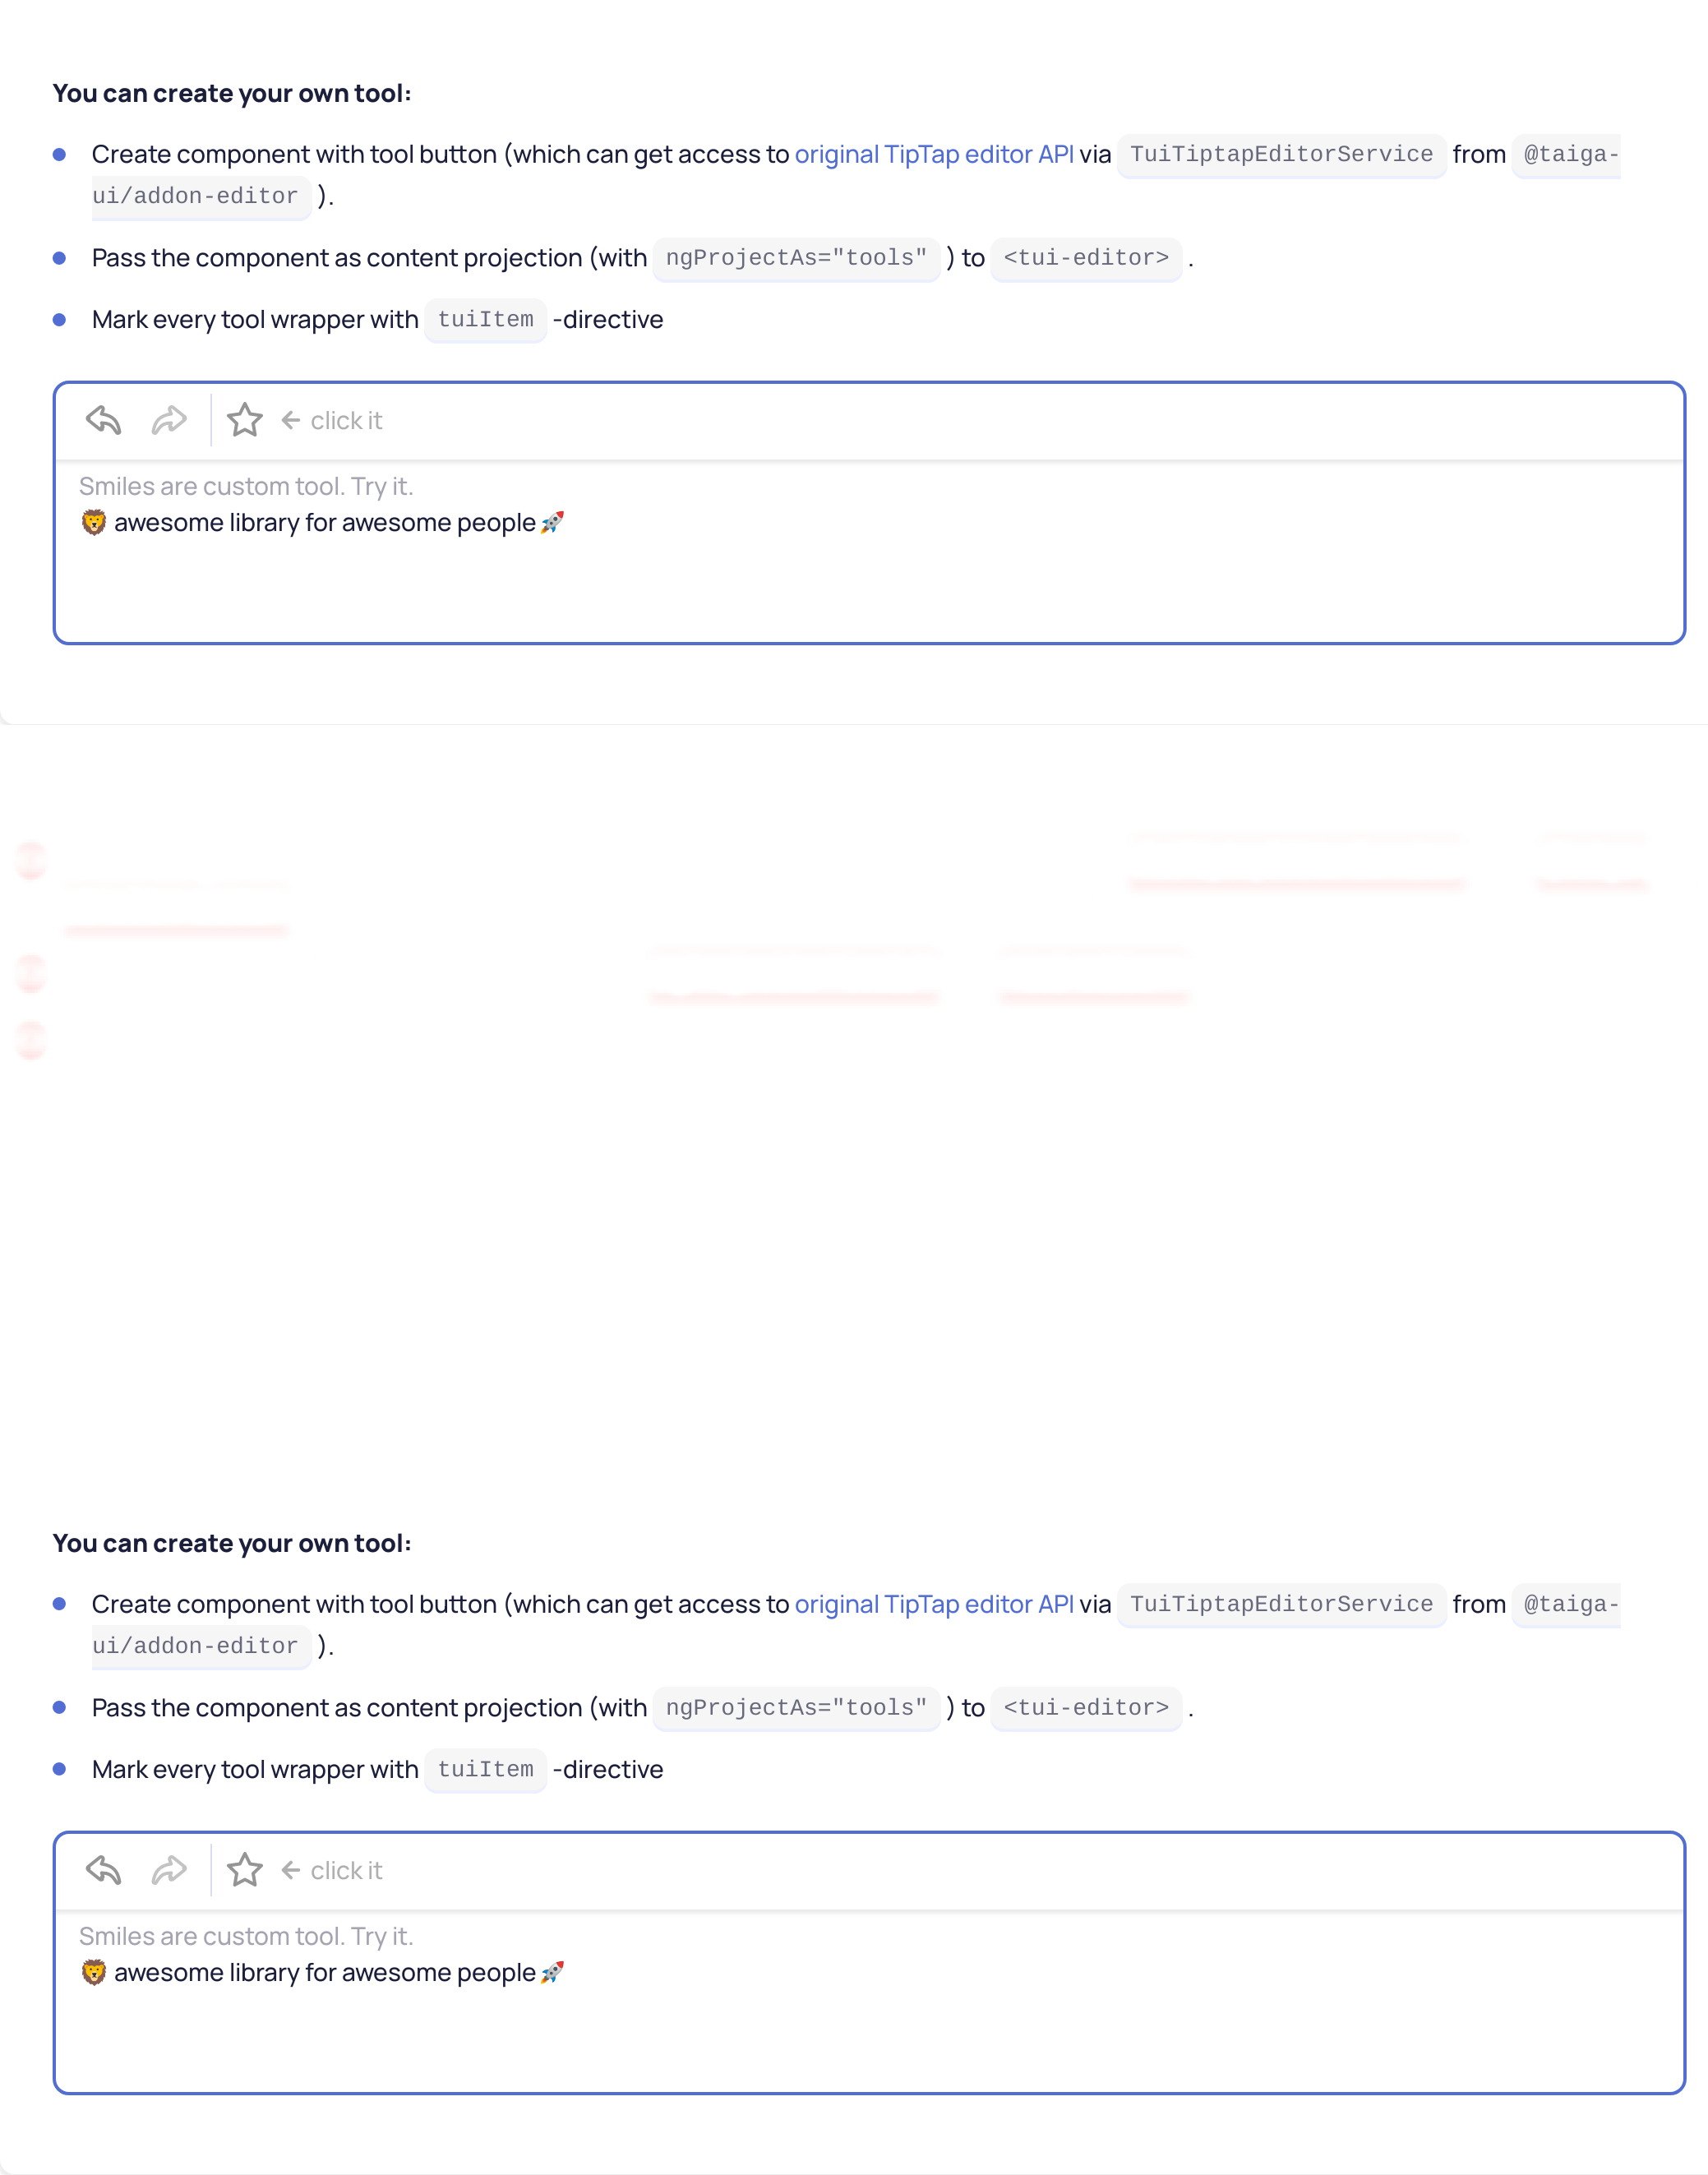 You can create your own tool:
Create component with tool button (which can get access to original TipTap editor API via TuiTiptapEditorService from @taiga-
ui/addon-editor ).
Pass the component as content projection (with ngProjectAs="tools" ) to <tui-editor> .
Mark every tool wrapper with tuiItem -directive
← click it
Smiles are custom tool. Try it.
🦁 awesome library for awesome people 🚀
You can create your own tool:
Create component with tool button (which can get access to original TipTap editor API via TuiTiptapEditorService from @taiga-
ui/addon-editor ).
Pass the component as content projection (with ngProjectAs="tools" ) to <tui-editor> .
Mark every tool wrapper with tuiItem -directive
← click it
Smiles are custom tool. Try it.
🦁 awesome library for awesome people 🚀